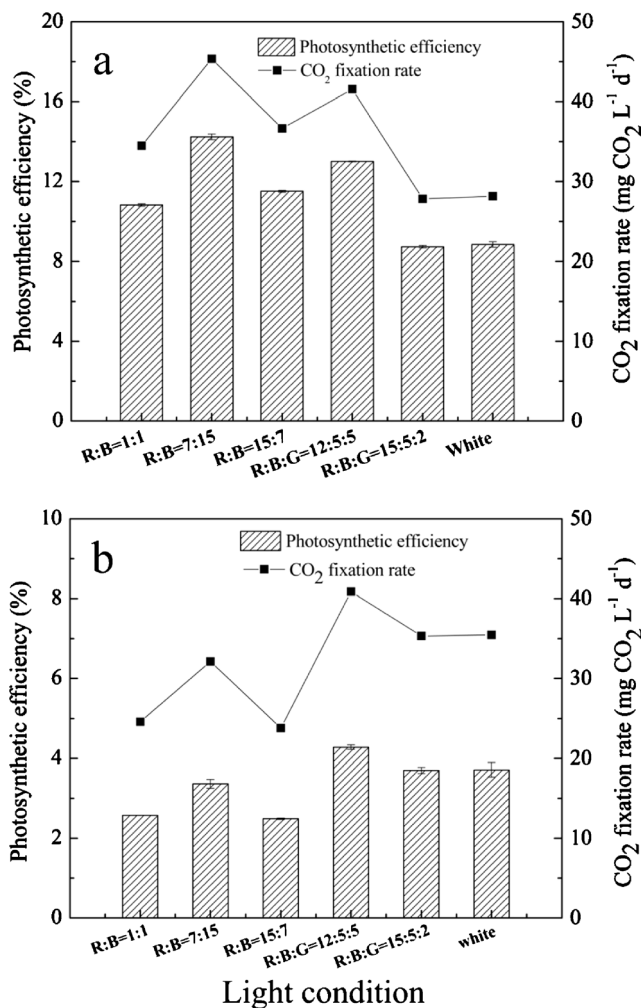 a
Photosynthetic efficiency
CO₂ fixation rate
Photosynthetic efficiency (%)
20
16
12
8
4
0
50
40
30
20
10
0
CO₂ fixation rate (mg CO₂ L⁻¹ d⁻¹)
R:B=1:1
R:B=7:15
R:B=15:7
R:B:G=12:5:5
R:B:G=15:5:2
White
b
Photosynthetic efficiency
CO₂ fixation rate
Photosynthetic efficiency (%)
10
8
6
4
2
0
50
40
30
20
10
0
CO₂ fixation rate (mg CO₂ L⁻¹ d⁻¹)
R:B=1:1
R:B=7:15
R:B=15:7
R:B:G=12:5:5
R:B:G=15:5:2
white
Light condition